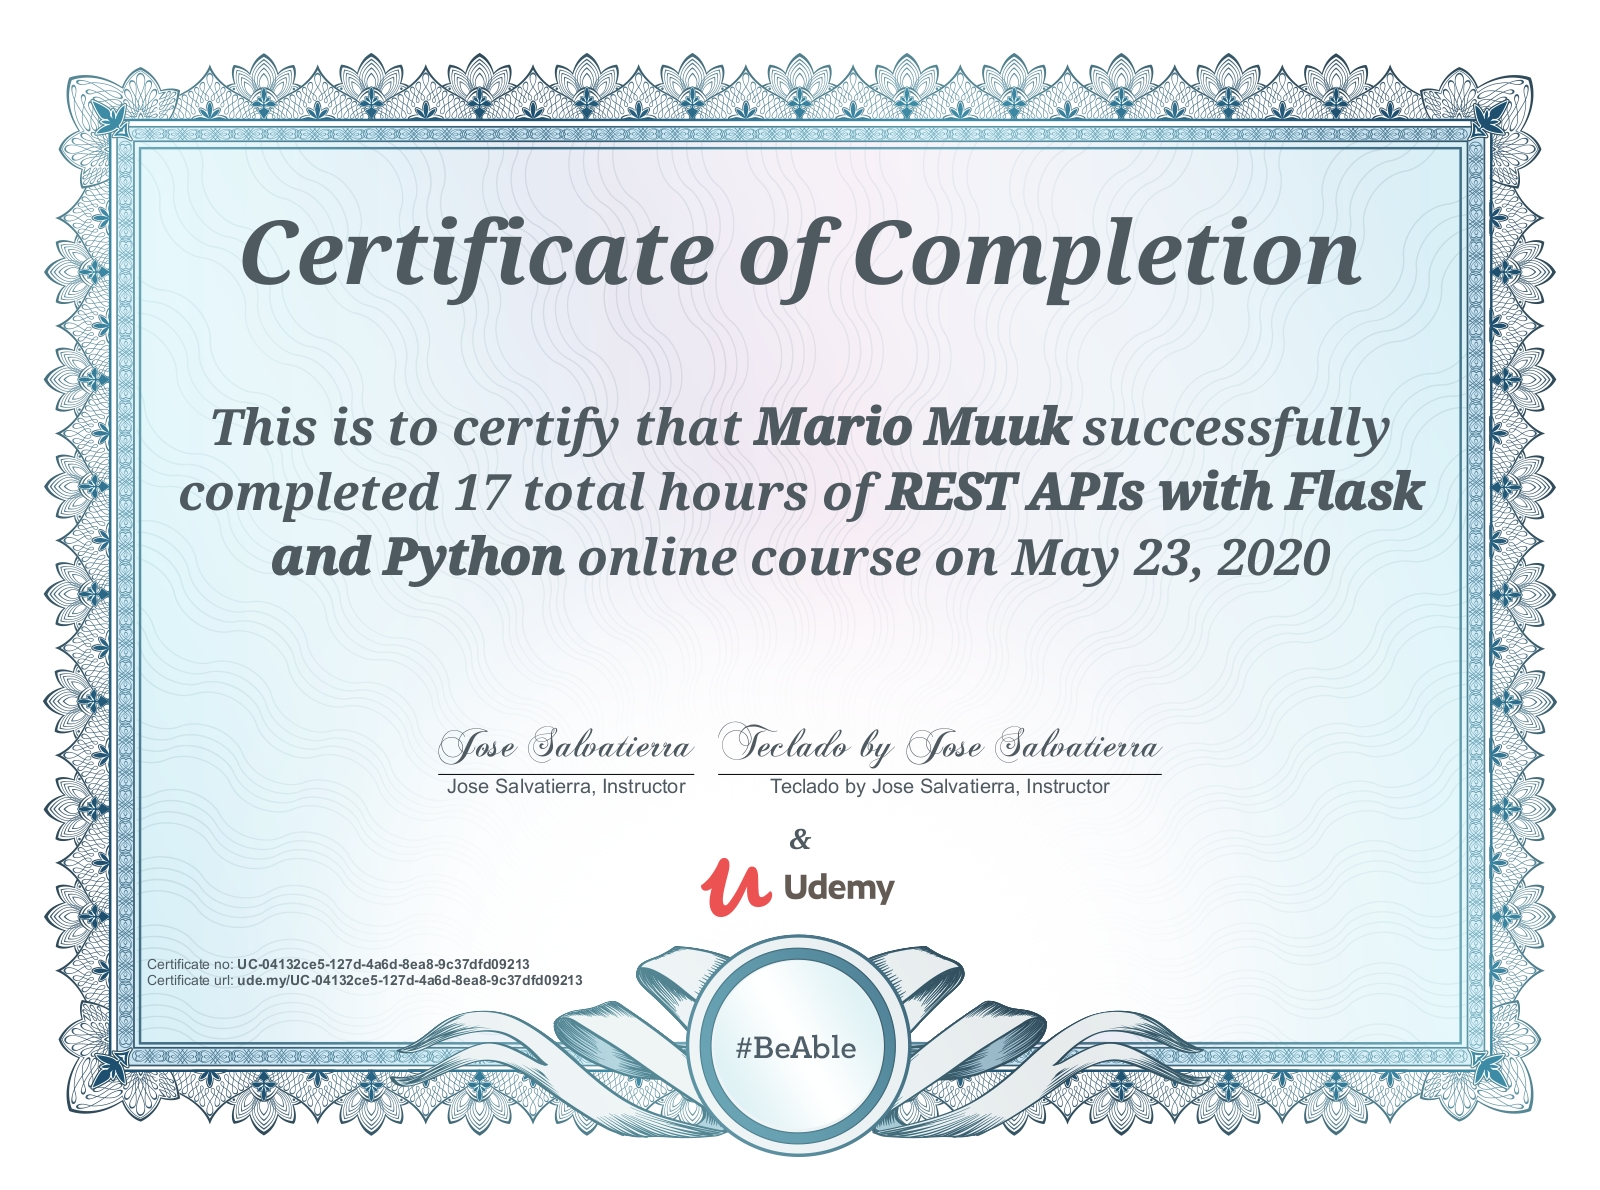 Certificate of Completion
This is to certify that Mario Muuk successfully
completed 17 total hours of REST APIs with Flask
and Python online course on May 23, 2020
Jose Salvatierra Teclado by Jose Salvatierra
Jose Salvatierra, Instructor Teclado by Jose Salvatierra, Instructor
&
Udemy
Certificate no: UC-04132ce5-127d-4a6d-8ea8-9c37dfd09213
Certificate url: ude.my/UC-04132ce5-127d-4a6d-8ea8-9c37dfd09213
#BeAble